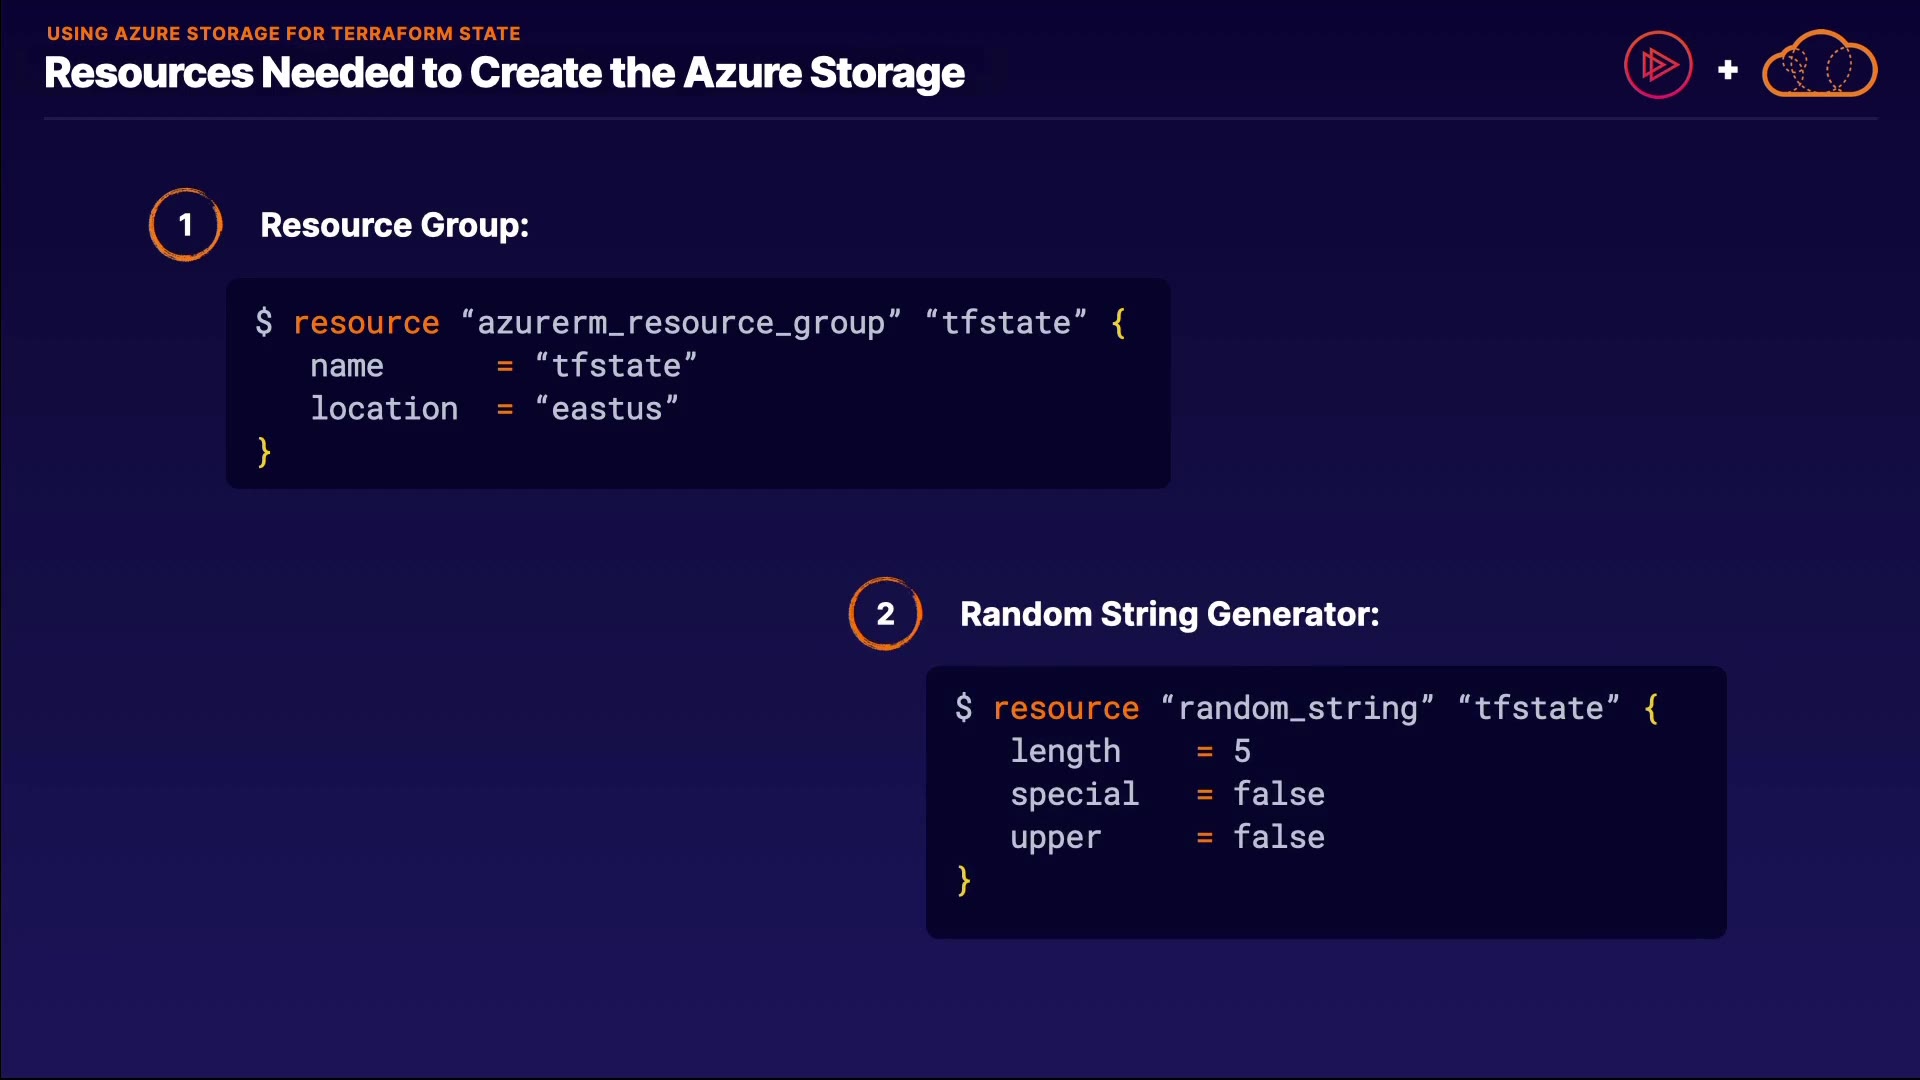 USING AZURE STORAGE FOR TERRAFORM STATE
Resources Needed to Create the Azure Storage
+
1
Resource Group:
$ resource “azurerm_resource_group” “tfstate” {
name = “tfstate”
location = “eastus”
}
2
Random String Generator:
$ resource “random_string” “tfstate” {
length = 5
special = false
upper = false
}